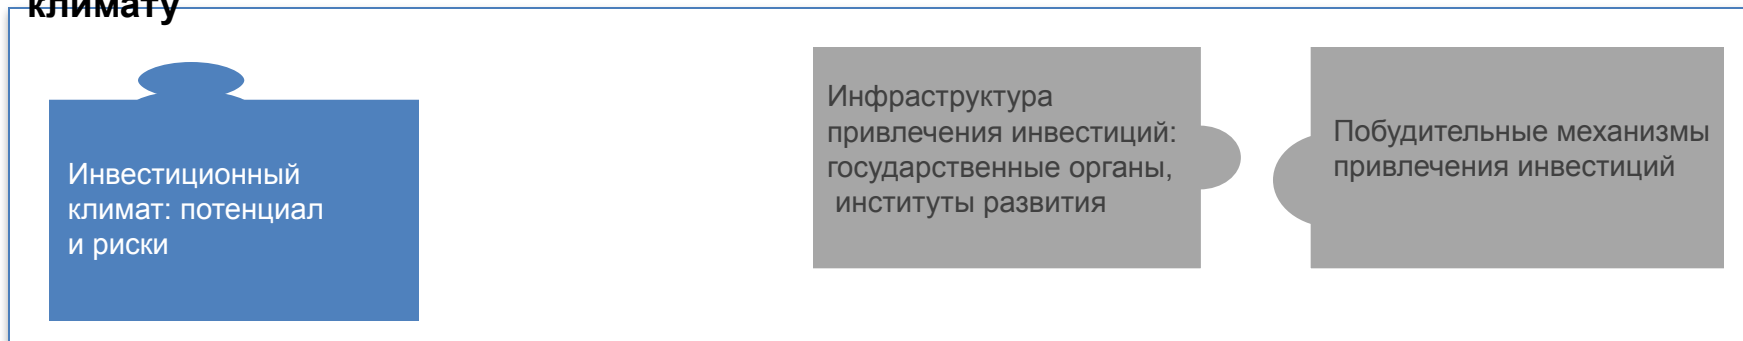 климату
Инвестиционный
климат: потенциал
и риски
Инфраструктура
привлечения инвестиций:
государственные органы,
институты развития
Побудительные механизмы
привлечения инвестиций